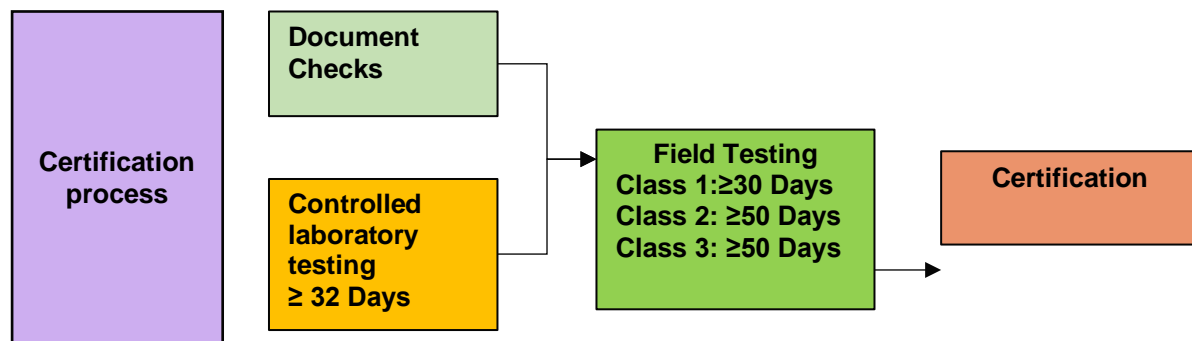 Certification
process
Document
Checks
Controlled
laboratory
testing
≥ 32 Days
Field Testing
Class 1:≥30 Days
Class 2: ≥50 Days
Class 3: ≥50 Days
Certification